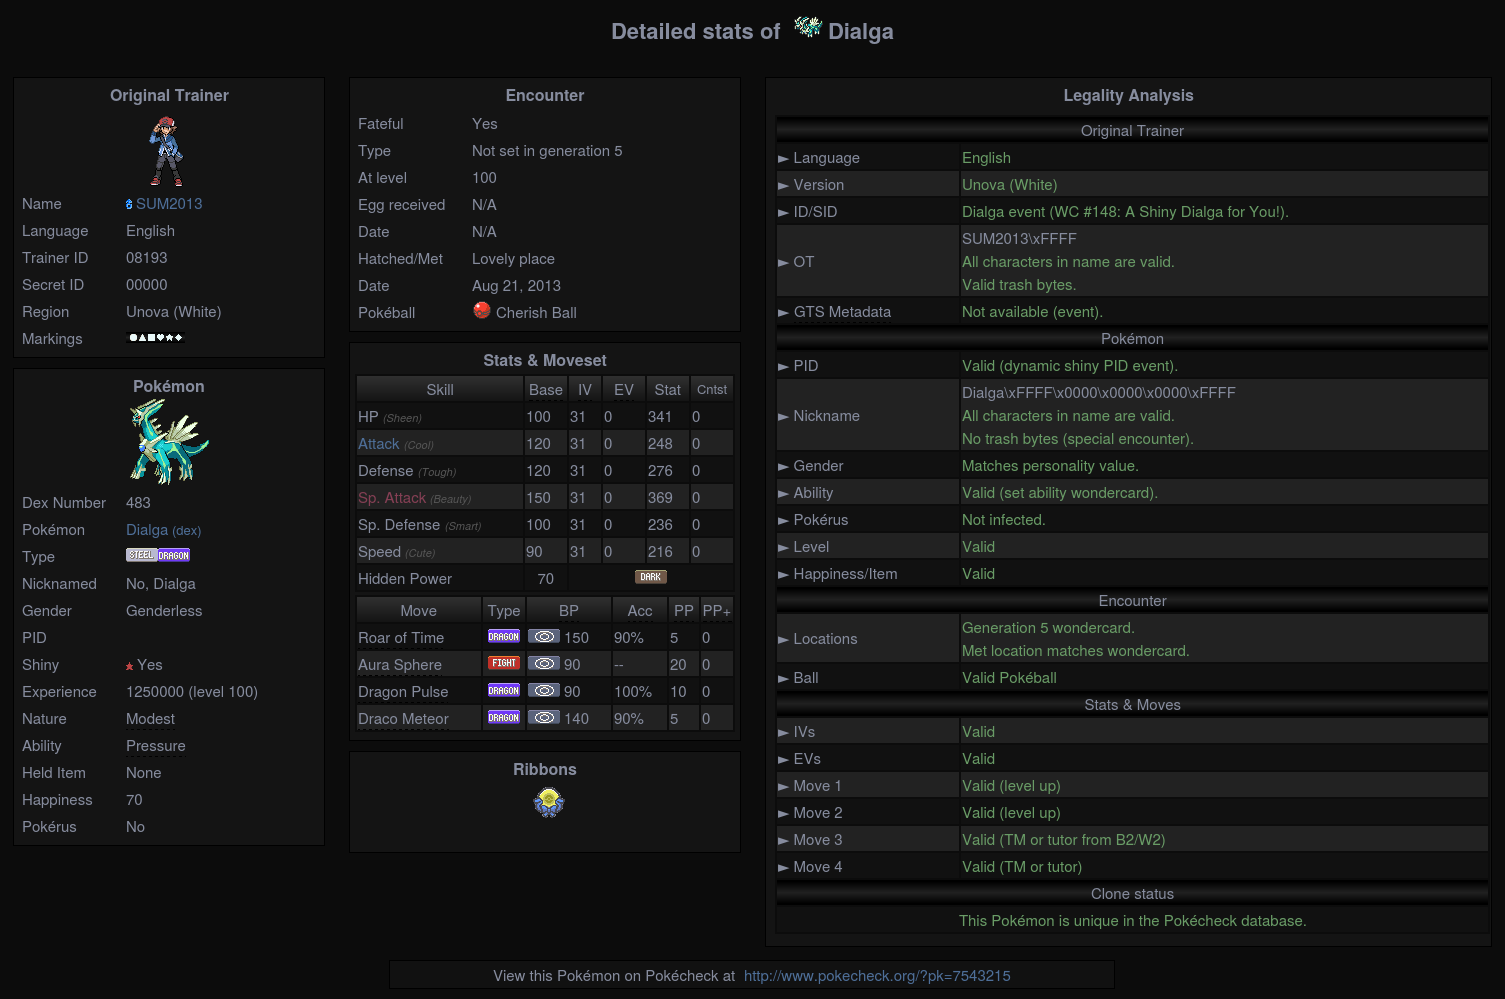 Detailed stats of Dialga
Original Trainer
Name SUM2013
Language English
Trainer ID 08193
Secret ID 00000
Region Unova (White)
Markings ●▲■♥★◆
Pokémon
Dex Number 483
Pokémon Dialga (dex)
Type STEEL DRAGON
Nicknamed No, Dialga
Gender Genderless
PID
Shiny Yes
Experience 1250000 (level 100)
Nature Modest
Ability Pressure
Held Item None
Happiness 70
Pokérus No
Encounter
Fateful Yes
Type Not set in generation 5
At level 100
Egg received N/A
Date N/A
Hatched/Met Lovely place
Date Aug 21, 2013
Pokéball Cherish Ball
Stats & Moveset
Skill Base IV EV Stat Cntst
HP (Sheen) 100 31 0 341 0
Attack (Cool) 120 31 0 248 0
Defense (Tough) 120 31 0 276 0
Sp. Attack (Beauty) 150 31 0 369 0
Sp. Defense (Smart) 100 31 0 236 0
Speed (Cute) 90 31 0 216 0
Hidden Power 70 DARK
Move Type BP Acc PP PP+
Roar of Time DRAGON 150 90% 5 0
Aura Sphere FIGHT 90 -- 20 0
Dragon Pulse DRAGON 90 100% 10 0
Draco Meteor DRAGON 140 90% 5 0
Ribbons
Legality Analysis
Original Trainer
► Language English
► Version Unova (White)
► ID/SID Dialga event (WC #148: A Shiny Dialga for You!).
► OT SUM2013\xFFFF
All characters in name are valid.
Valid trash bytes.
► GTS Metadata Not available (event).
Pokémon
► PID Valid (dynamic shiny PID event).
► Nickname Dialga\xFFFF\x0000\x0000\x0000\xFFFF
All characters in name are valid.
No trash bytes (special encounter).
► Gender Matches personality value.
► Ability Valid (set ability wondercard).
► Pokérus Not infected.
► Level Valid
► Happiness/Item Valid
Encounter
► Locations Generation 5 wondercard.
Met location matches wondercard.
► Ball Valid Pokéball
Stats & Moves
► IVs Valid
► EVs Valid
► Move 1 Valid (level up)
► Move 2 Valid (level up)
► Move 3 Valid (TM or tutor from B2/W2)
► Move 4 Valid (TM or tutor)
Clone status
This Pokémon is unique in the Pokécheck database.
View this Pokémon on Pokécheck at http://www.pokecheck.org/?pk=7543215